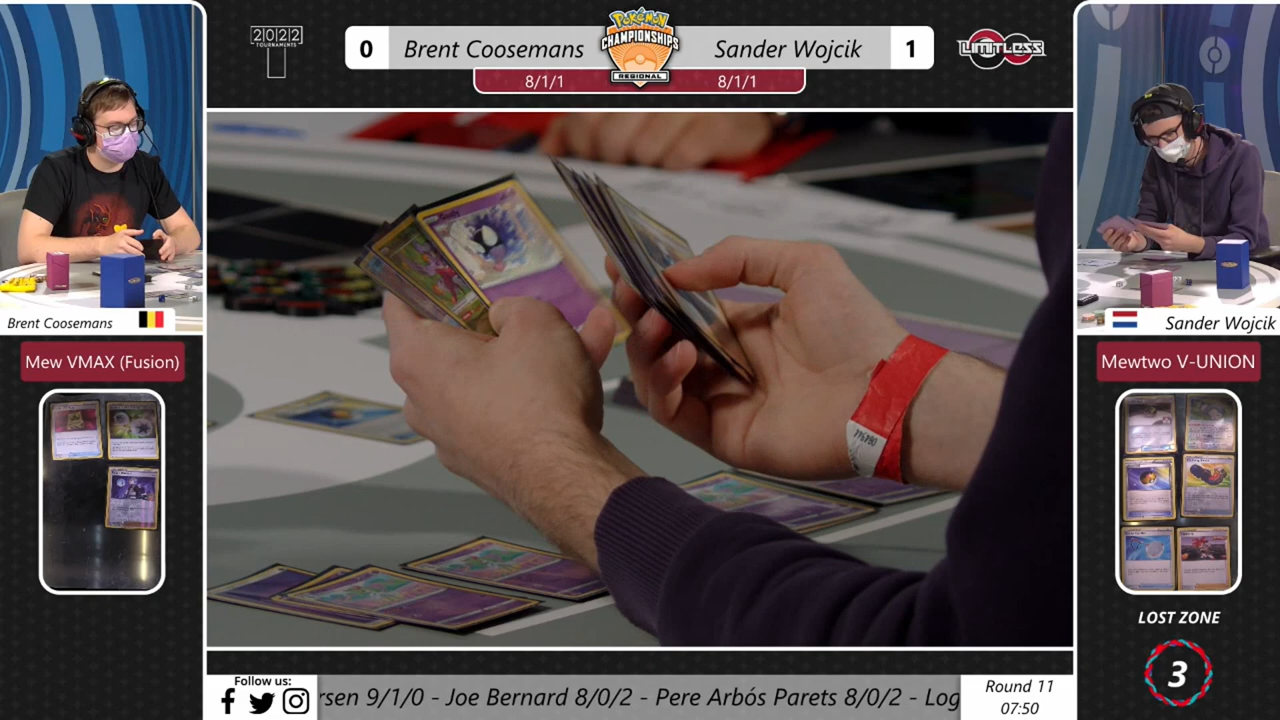 2022
TOURNAMENTS
0
Brent Coosemans
Pokémon
CHAMPIONSHIPS
REGIONAL
Sander Wojcik
1
LIMITLESS
8/1/1
8/1/1
Brent Coosemans
Sander Wojcik
Mew VMAX (Fusion)
Mewtwo V-UNION
LOST ZONE
3
Follow us:
rsen 9/1/0 - Joe Bernard 8/0/2 - Pere Arbós Parets 8/0/2 - Log
Round 11
07:50